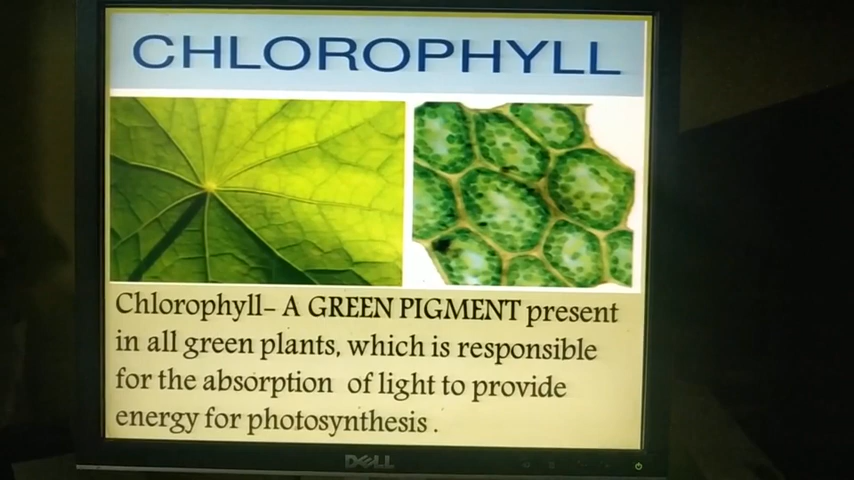 CHLOROPHYLL
Chlorophyll- A GREEN PIGMENT present
in all green plants, which is responsible
for the absorption of light to provide
energy for photosynthesis .
DELL